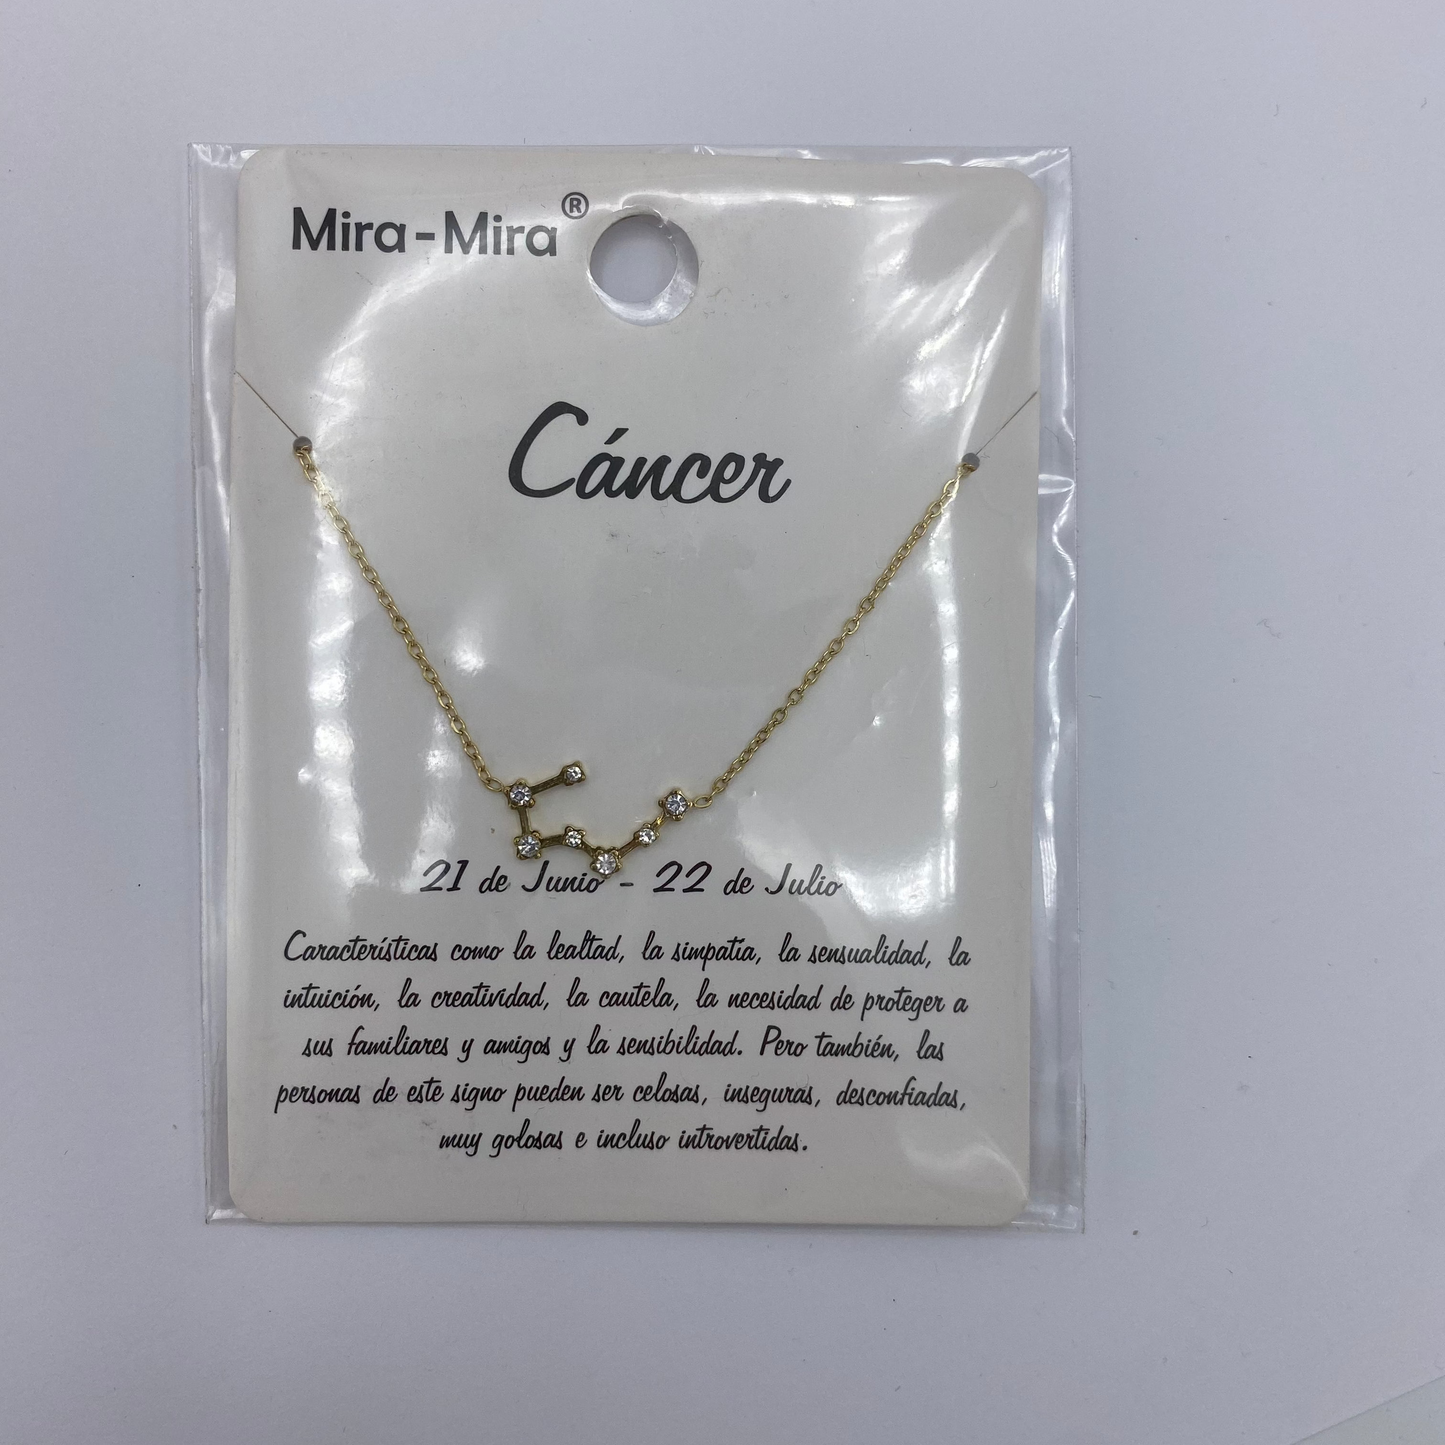 Mira-Mira®
Cáncer
21 de Junio - 22 de Julio
Características como la lealtad, la simpatía, la sensualidad, la
intuición, la creatividad, la cautela, la necesidad de proteger a
sus familiares y amigos y la sensibilidad. Pero también, las
personas de este signo pueden ser celosas, inseguras, desconfiadas,
muy golosas e incluso introvertidas.